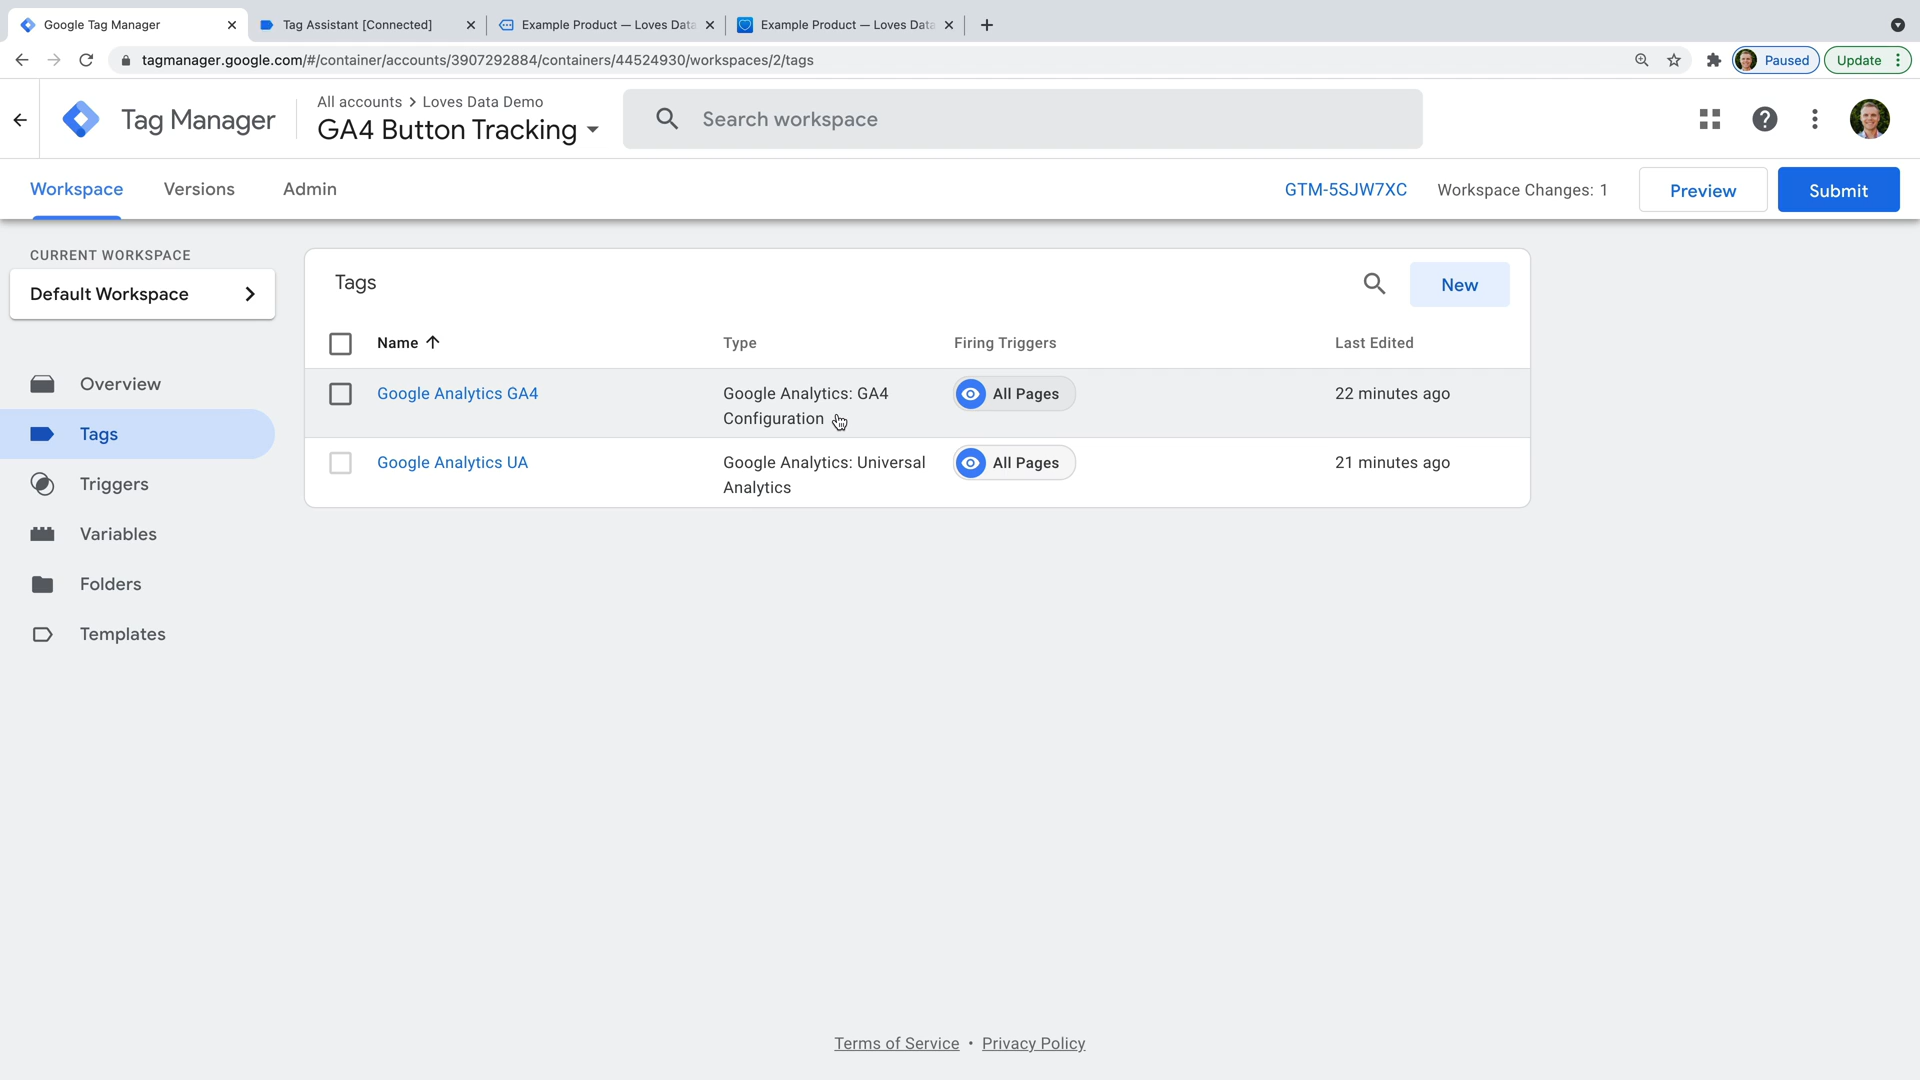 Google Tag Manager
Tag Assistant [Connected]
Example Product — Loves Data
Example Product — Loves Data
tagmanager.google.com/#/container/accounts/3907292884/containers/44524930/workspaces/2/tags
Paused
Update
Tag Manager
All accounts > Loves Data Demo
GA4 Button Tracking
Search workspace
Workspace
Versions
Admin
GTM-5SJW7XC
Workspace Changes: 1
Preview
Submit
CURRENT WORKSPACE
Default Workspace
Overview
Tags
Triggers
Variables
Folders
Templates
Tags
New
Name
Type
Firing Triggers
Last Edited
Google Analytics GA4
Google Analytics: GA4
Configuration
All Pages
22 minutes ago
Google Analytics UA
Google Analytics: Universal
Analytics
All Pages
21 minutes ago
Terms of Service • Privacy Policy